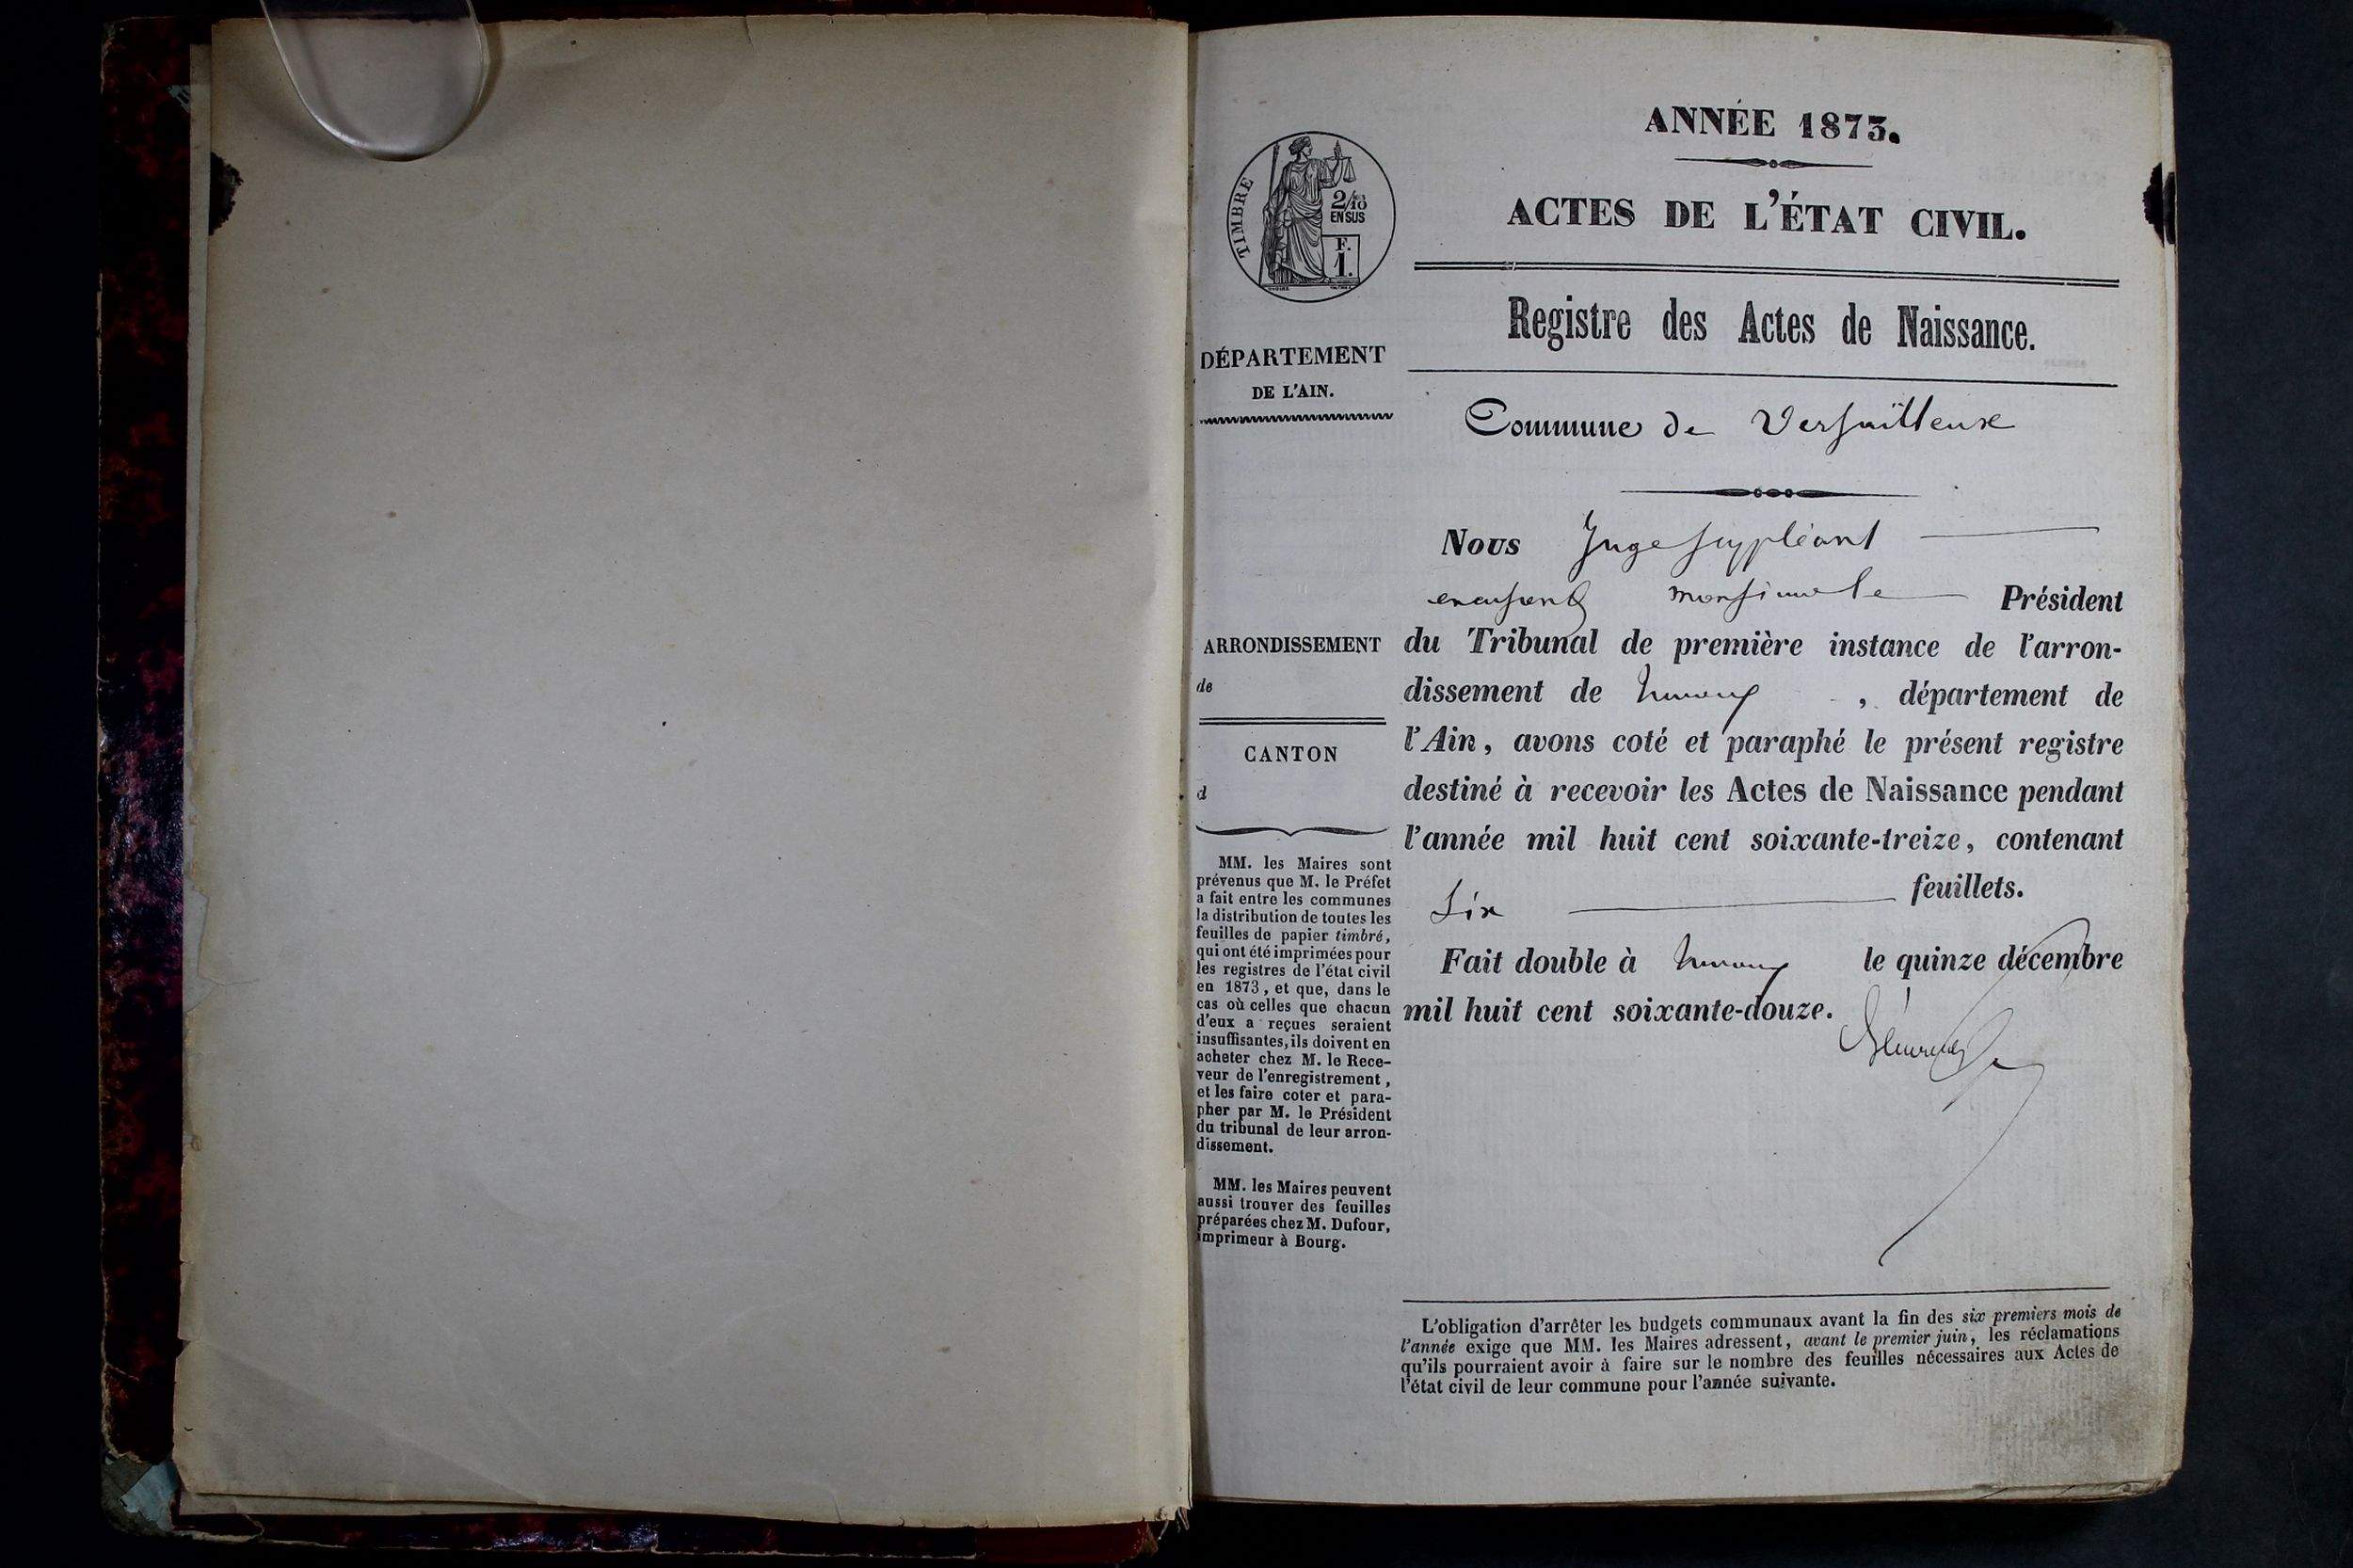 ANNÉE 1873.
ACTES DE L'ÉTAT CIVIL.
Registre des Actes de Naissance.
TIMBRE
2/10
EN SUS
F.
1.
DÉPARTEMENT
DE L'AIN.
Commune de Versailleux
Nous Juge suppléant
Monsieur le Président
ARRONDISSEMENT
de
du Tribunal de première instance de l'arron-
dissement de Trévoux, département de
l'Ain, avons coté et paraphé le présent registre
destiné à recevoir les Actes de Naissance pendant
l'année mil huit cent soixante-treize, contenant
Six feuillets.
Fait double à Trévoux le quinze décembre
mil huit cent soixante-douze.
CANTON
d
MM. les Maires sont
prévenus que M. le Préfet
a fait entre les communes
la distribution de toutes les
feuilles de papier timbré,
qui ont été imprimées pour
les registres de l'état civil
en 1873, et que, dans le
cas où celles que chacun
d'eux a reçues seraient
insuffisantes, ils doivent en
acheter chez M. le Rece-
veur de l'enregistrement,
et les faire coter et para-
pher par M. le Président
du tribunal de leur arron-
dissement.
MM. les Maires peuvent
aussi trouver des feuilles
préparées chez M. Dufour,
imprimeur à Bourg.
L'obligation d'arrêter les budgets communaux avant la fin des six premiers mois de
l'année exige que MM. les Maires adressent, avant le premier juin, les réclamations
qu'ils pourraient avoir à faire sur le nombre des feuilles nécessaires aux Actes de
l'état civil de leur commune pour l'année suivante.